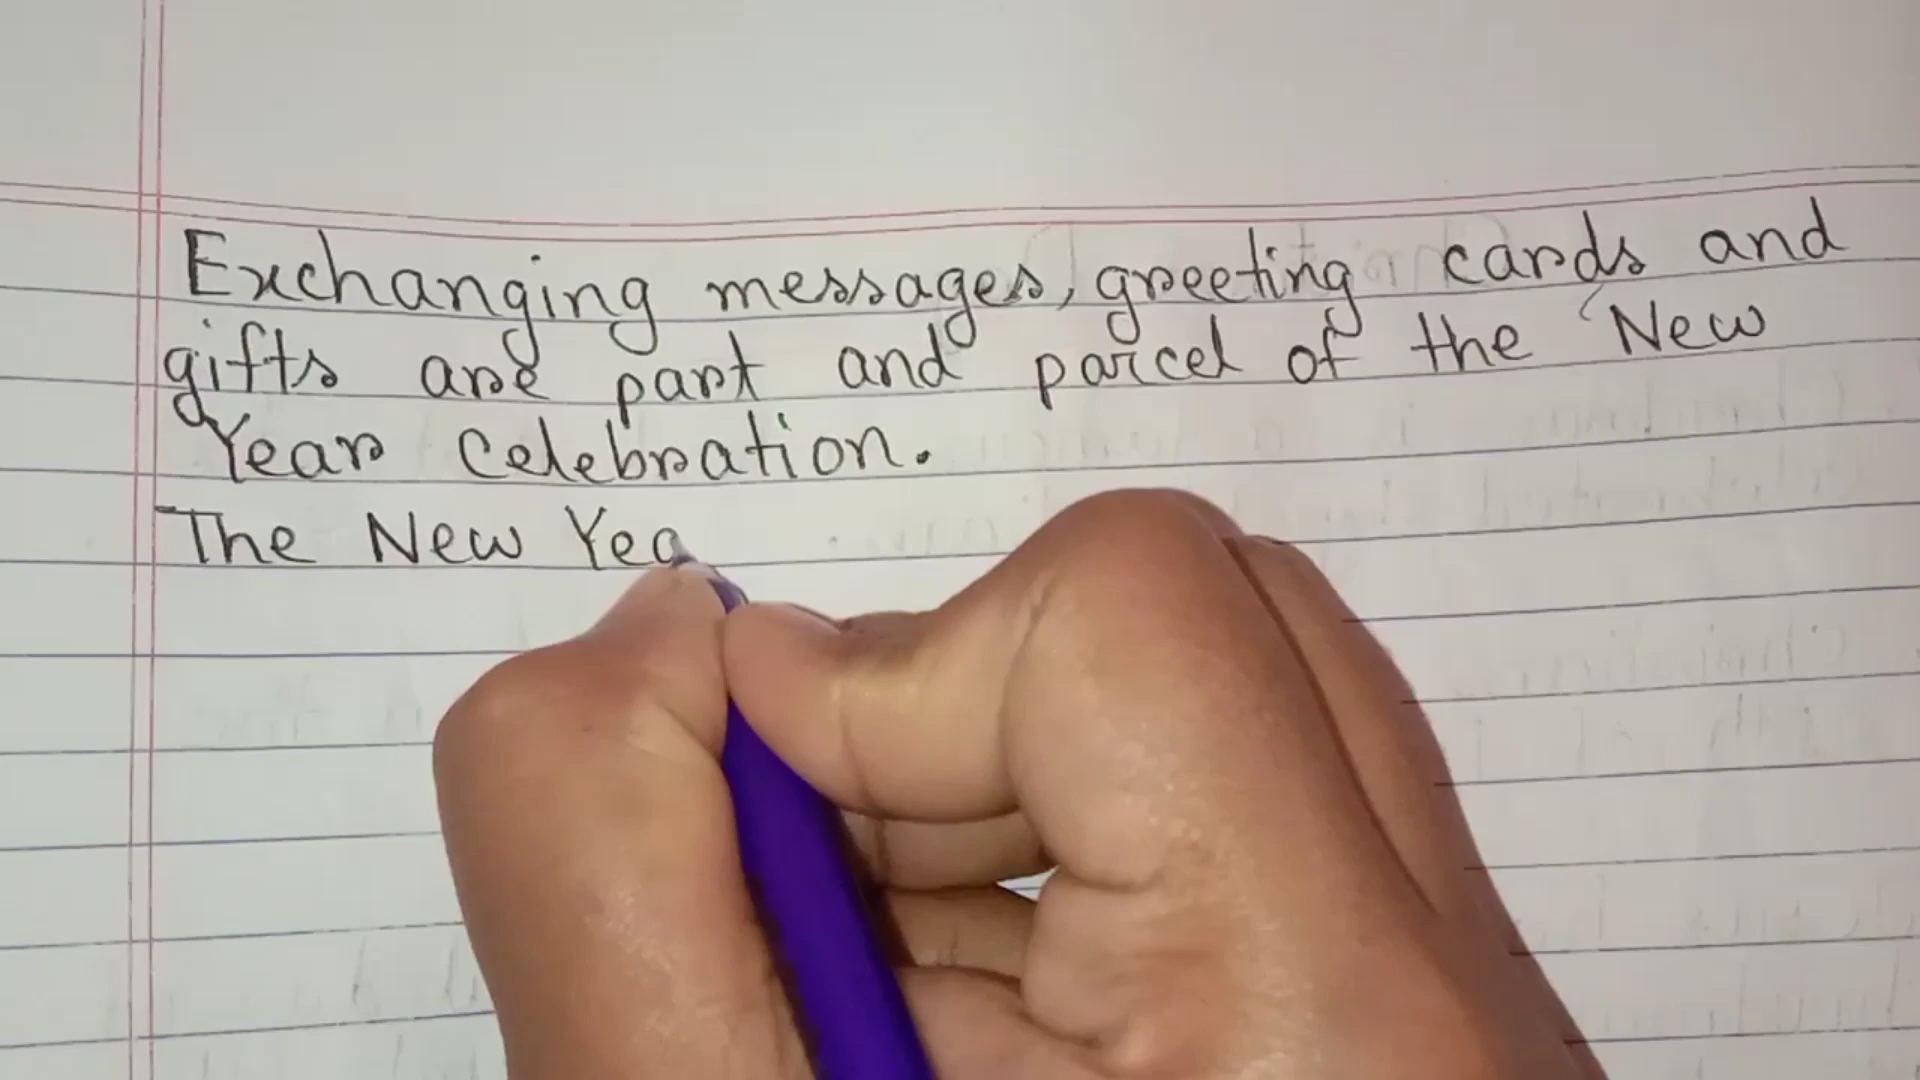 Exchanging messages, greeting cards and
gifts are part and parcel of the New
Year celebration.
The New Yea